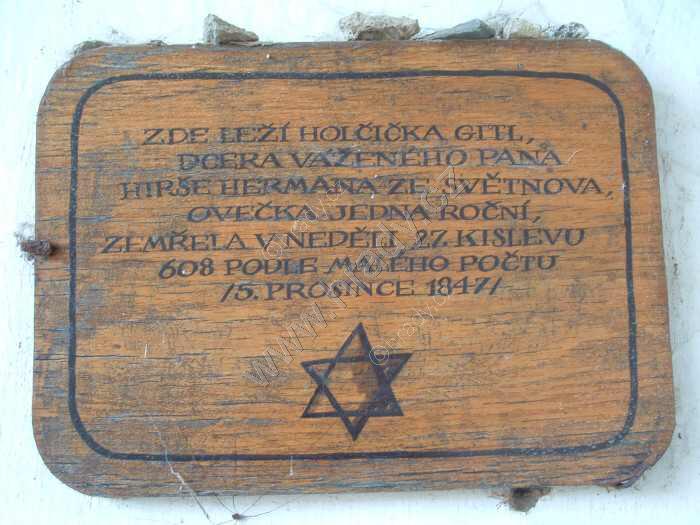 ZDE LEŽÍ HOLČIČKA GITL,
DCERA VÁŽENÉHO PANA
HIRŠE HERMANA ZE SVĚTNOVA,
OVEČKA JEDNA ROČNÍ,
ZEMŘELA V NEDĚLI 27. KISLEVU
608 PODLE MALÉHO POČTU
/5. PROSINCE 1847/